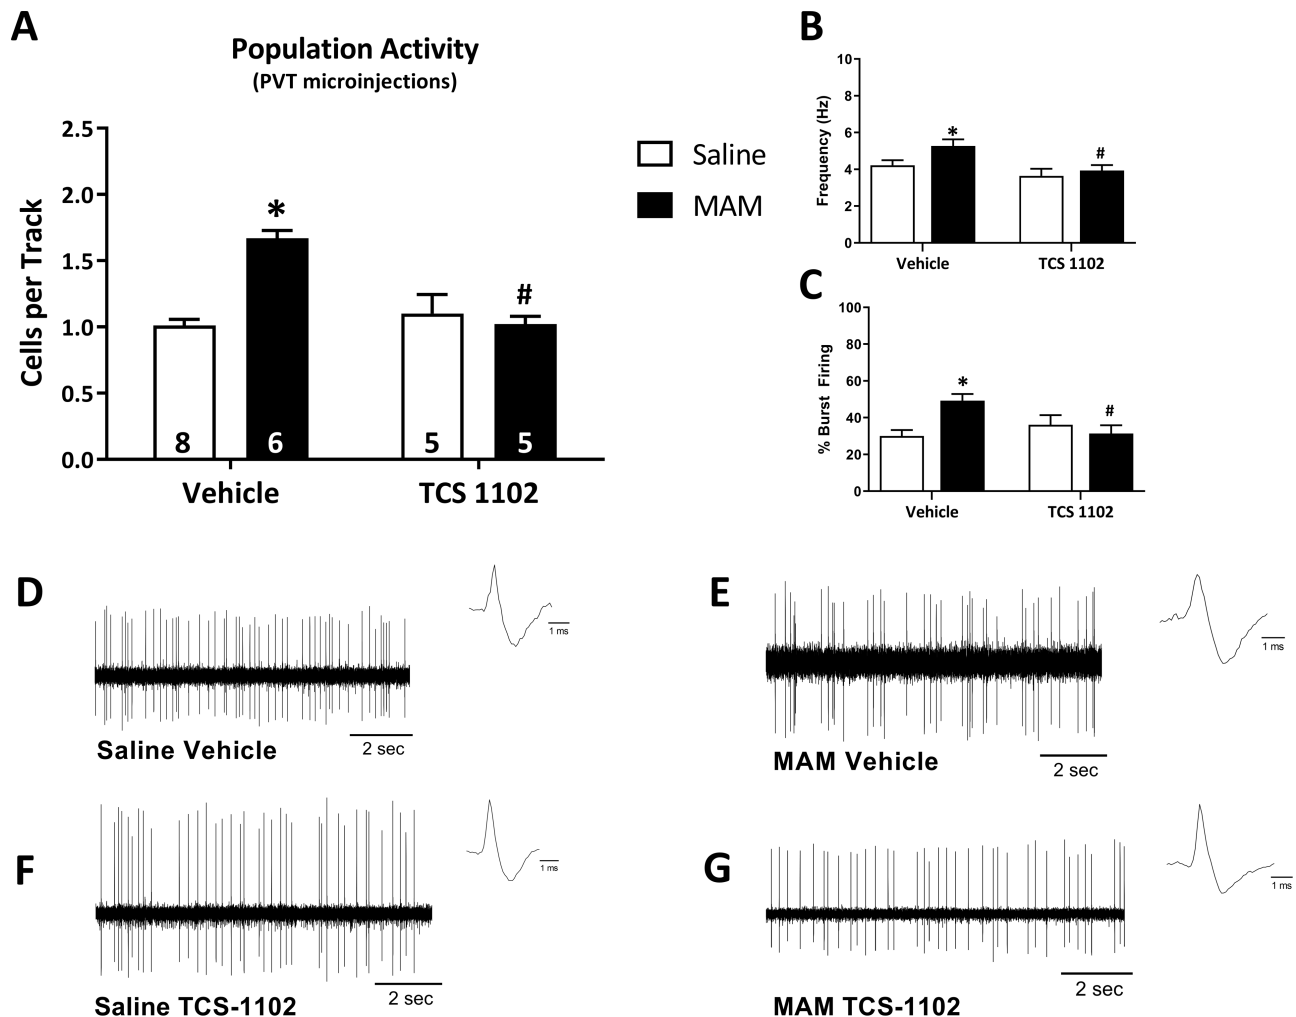 A
Population Activity
(PVT microinjections)
Cells per Track
2.5
2.0
1.5
1.0
0.5
0.0
*
#
8
6
5
5
Vehicle
TCS 1102
Saline
MAM
B
Frequency (Hz)
10
8
6
4
2
0
*
#
Vehicle
TCS 1102
C
% Burst Firing
100
80
60
40
20
0
*
#
Vehicle
TCS 1102
D
1 ms
Saline Vehicle
2 sec
E
1 ms
MAM Vehicle
2 sec
F
1 ms
Saline TCS-1102
2 sec
G
1 ms
MAM TCS-1102
2 sec